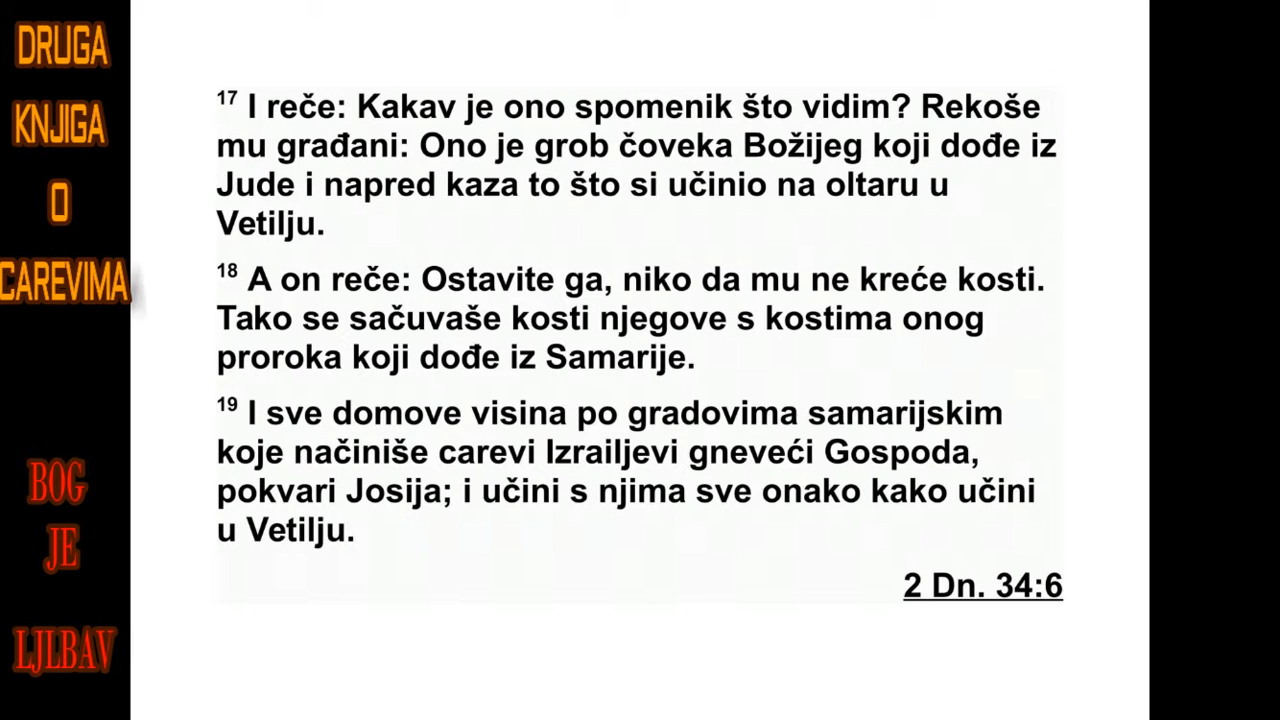 DRUGA
KNJIGA
O
CAREVIMA
BOG
JE
LJLBAV
17 I reče: Kakav je ono spomenik što vidim? Rekoše
mu građani: Ono je grob čoveka Božijeg koji dođe iz
Jude i napred kaza to što si učinio na oltaru u
Vetilju.
18 A on reče: Ostavite ga, niko da mu ne kreće kosti.
Tako se sačuvaše kosti njegove s kostima onog
proroka koji dođe iz Samarije.
19 I sve domove visina po gradovima samarijskim
koje načiniše carevi Izrailjevi gneveći Gospoda,
pokvari Josija; i učini s njima sve onako kako učini
u Vetilju.
2 Dn. 34:6